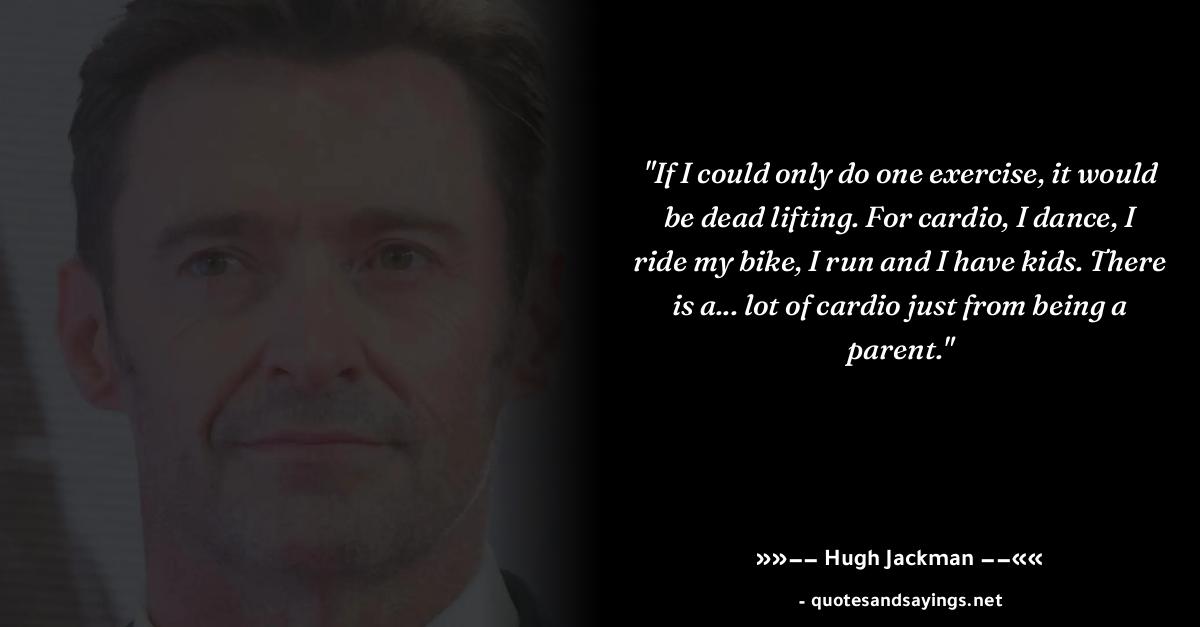 "If I could only do one exercise, it would
be dead lifting. For cardio, I dance, I
ride my bike, I run and I have kids. There
is a... lot of cardio just from being a
parent."
»»–– Hugh Jackman ––««
- quotesandsayings.net